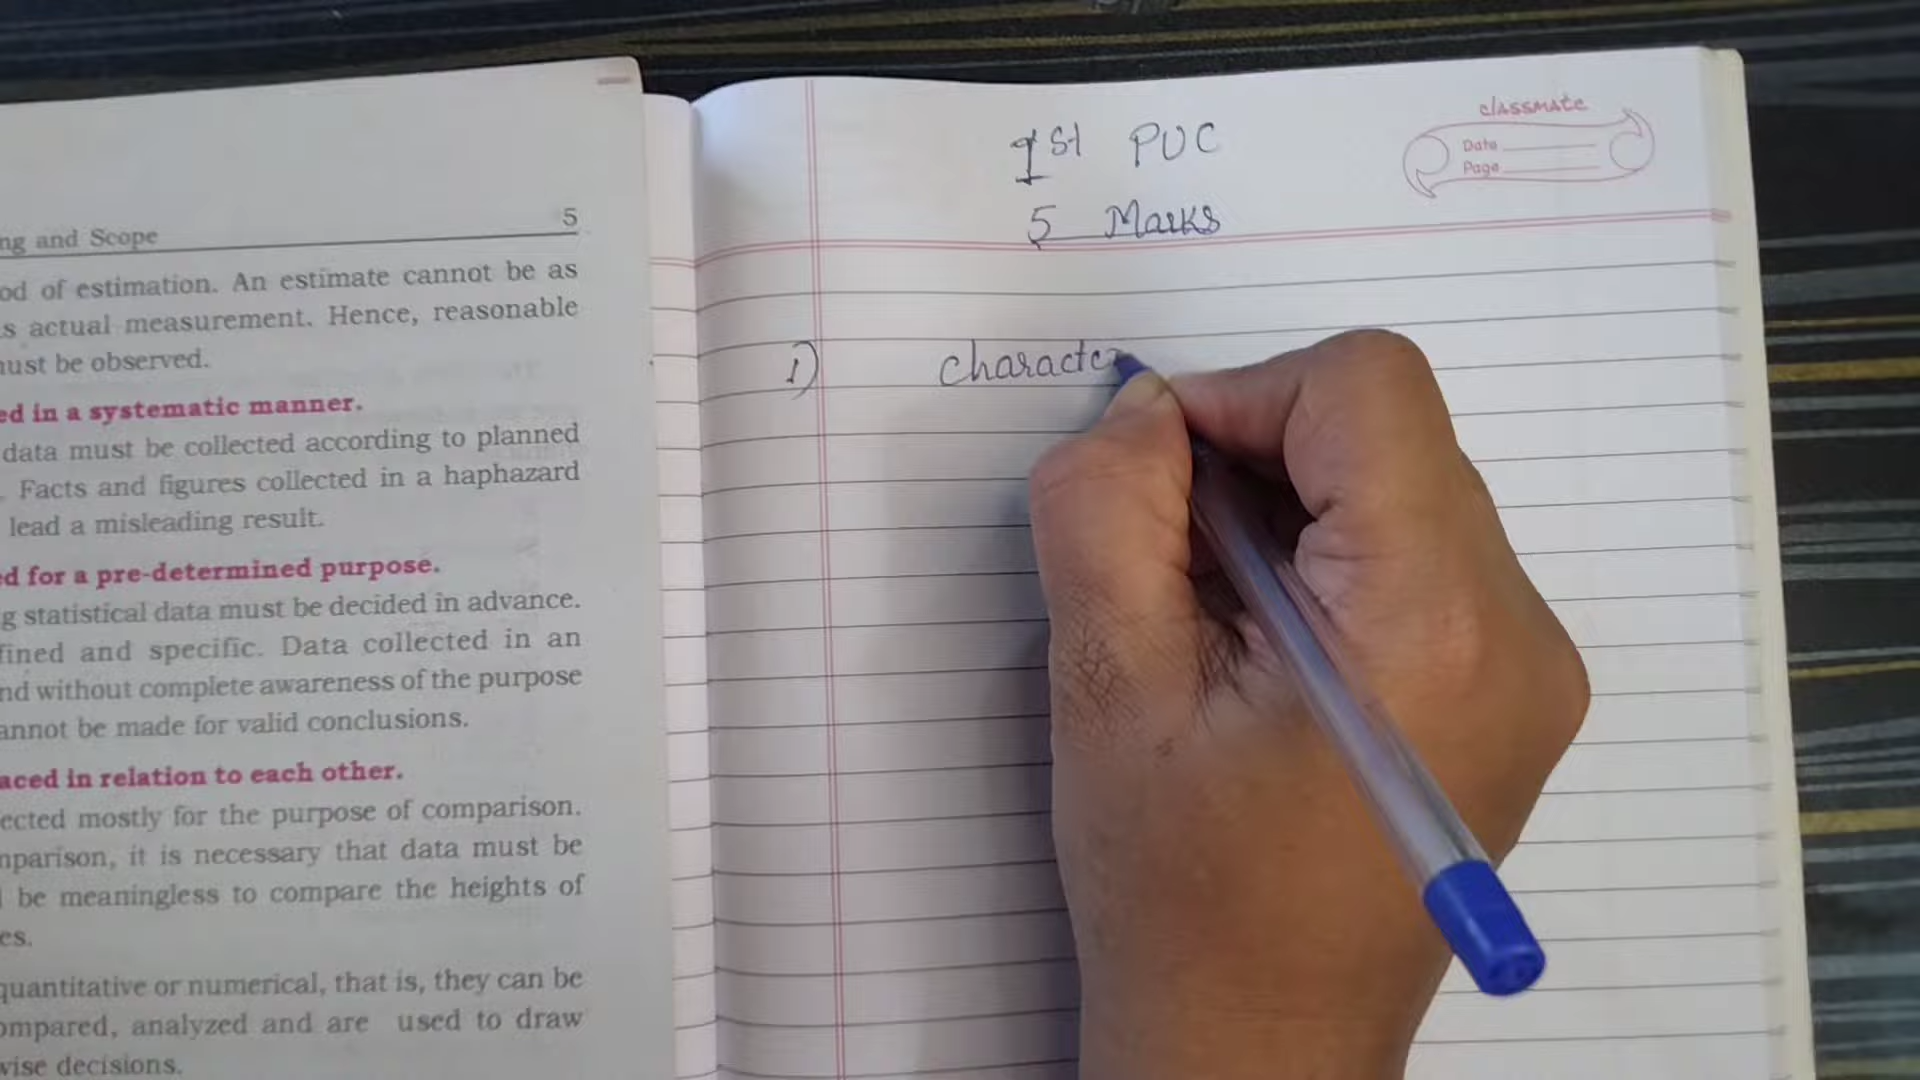 ng and Scope 5
od of estimation. An estimate cannot be as
s actual measurement. Hence, reasonable
nust be observed.
ed in a systematic manner.
data must be collected according to planned
. Facts and figures collected in a haphazard
lead a misleading result.
ed for a pre-determined purpose.
g statistical data must be decided in advance.
fined and specific. Data collected in an
nd without complete awareness of the purpose
annot be made for valid conclusions.
aced in relation to each other.
ected mostly for the purpose of comparison.
mparison, it is necessary that data must be
be meaningless to compare the heights of
es.
quantitative or numerical, that is, they can be
ompared, analyzed and are used to draw
wise decisions.
1st PUC
5 Marks
classmate
Date
Page
1) character